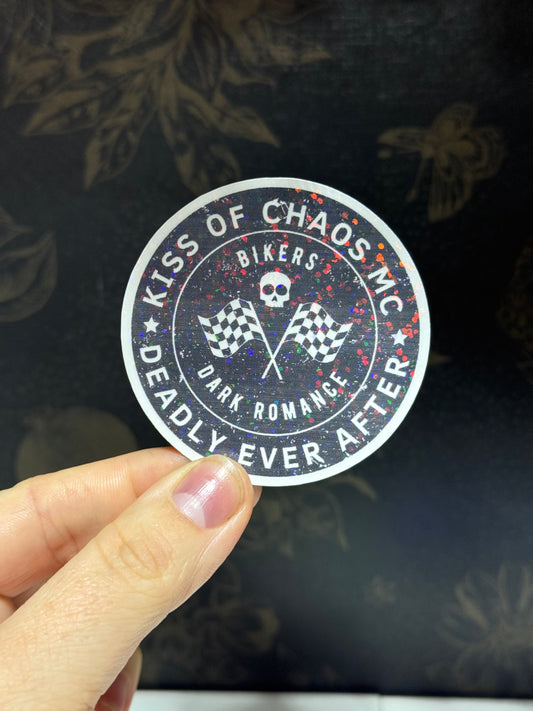 KISS OF CHAOS MC
BIKERS
DARK ROMANCE
DEADLY EVER AFTER